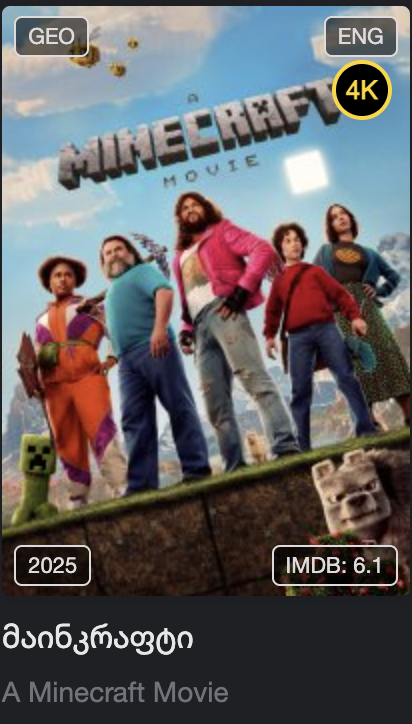 GEO
ENG
4K
A
MINECRAFT
MOVIE
2025
IMDB: 6.1
მაინკრაფტი
A Minecraft Movie